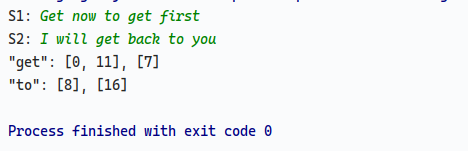 S1: Get now to get first
S2: I will get back to you
"get": [0, 11], [7]
"to": [8], [16]
Process finished with exit code 0